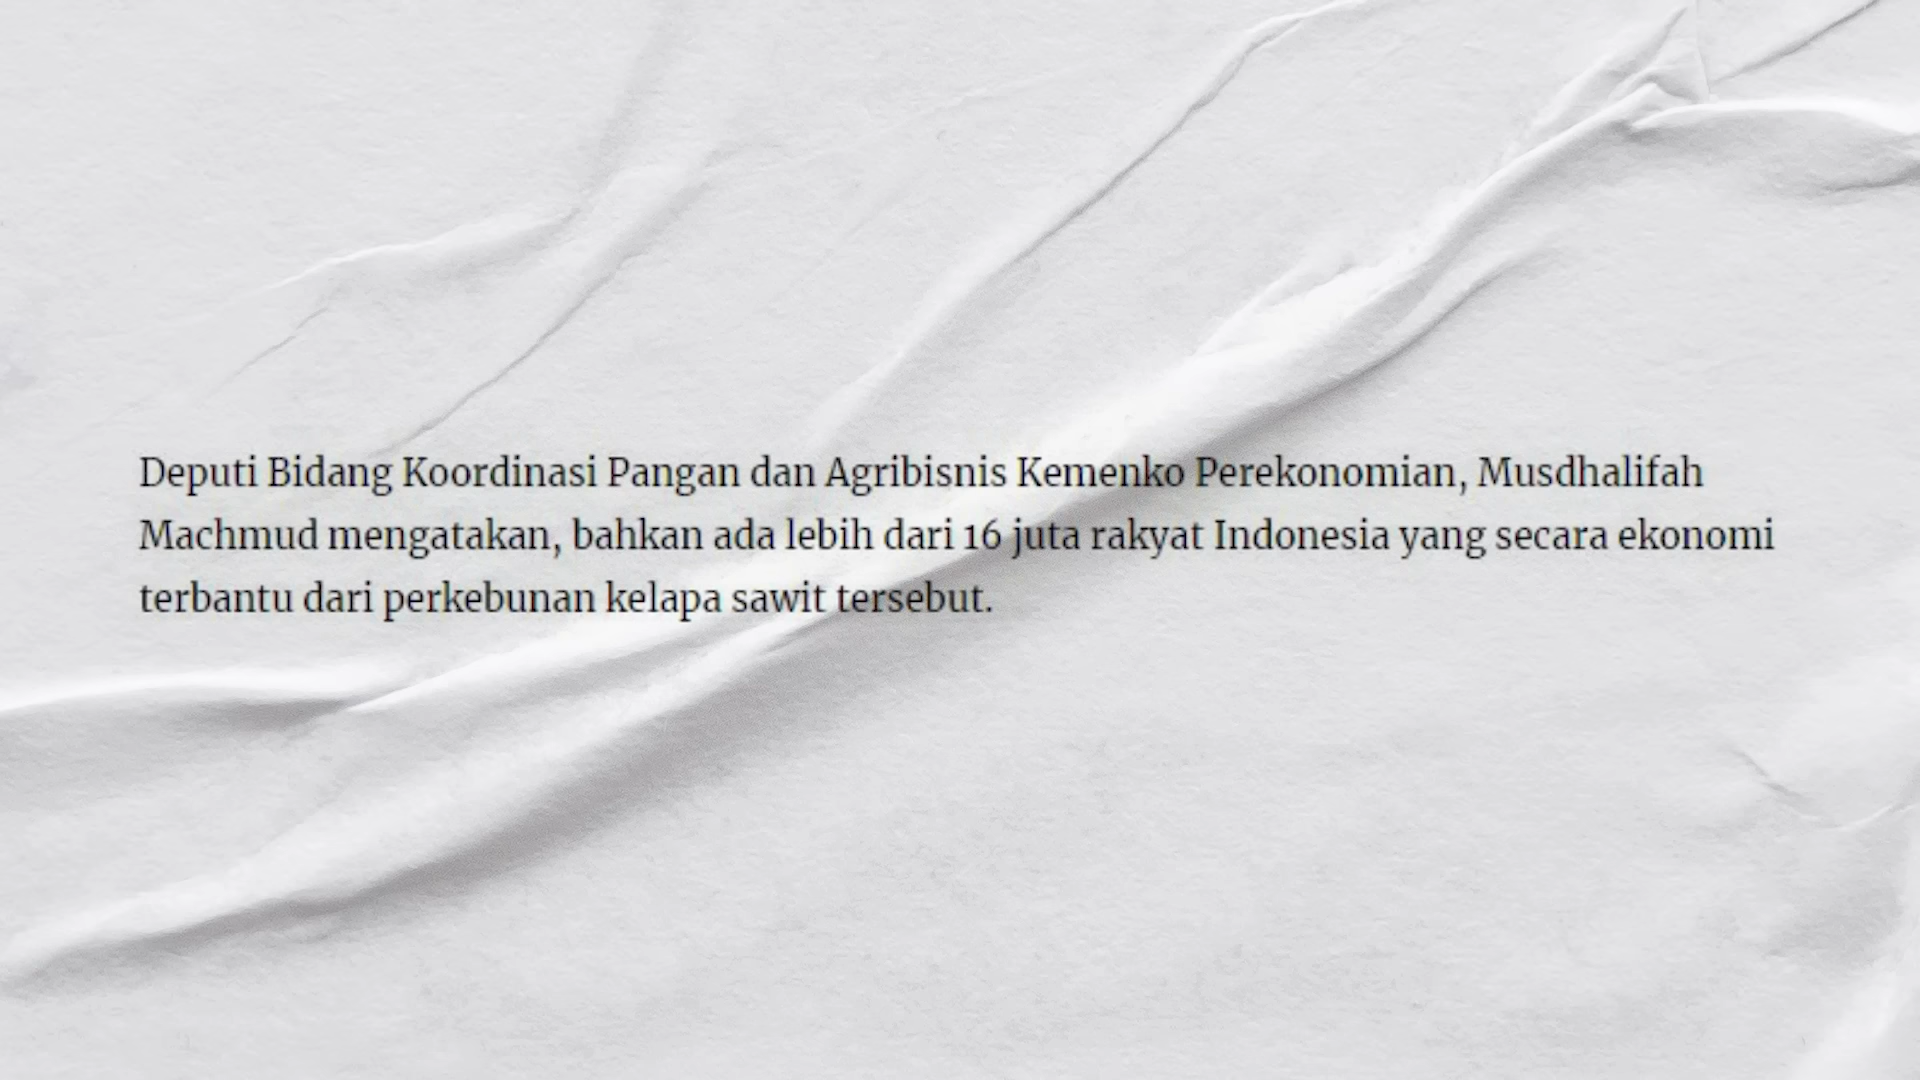 Deputi Bidang Koordinasi Pangan dan Agribisnis Kemenko Perekonomian, Musdhalifah
Machmud mengatakan, bahkan ada lebih dari 16 juta rakyat Indonesia yang secara ekonomi
terbantu dari perkebunan kelapa sawit tersebut.